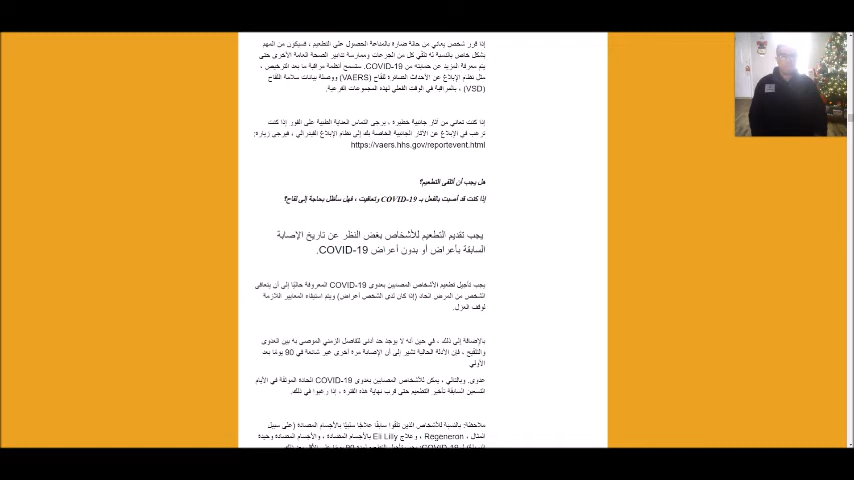 إذا قرر شخص يعاني من حالة ضارة بالمناعة الحصول على التطعيم ، فسيكون من المهم
بشكل خاص بالنسبة له تلقي كل من الجرعات وممارسة تدابير الصحة العامة الأخرى حتى
يتم معرفة المزيد عن حمايته من COVID-19. ستسمح أنظمة مراقبة ما بعد الترخيص ،
مثل نظام الإبلاغ عن الأحداث الضائرة للقاح (VAERS) ووصلة بيانات سلامة اللقاح
(VSD) ، بالمراقبة في الوقت الفعلي لهذه المجموعات الفرعية.
إذا كنت تعاني من آثار جانبية خطيرة ، يرجى التماس العناية الطبية على الفور إذا كنت
ترغب في الإبلاغ عن الآثار الجانبية الخاصة بك إلى نظام الإبلاغ الفيدرالي ، فيرجى زيارة:
https://vaers.hhs.gov/reportevent.html
هل يجب أن أتلقى التطعيم؟
إذا كنت قد أصبت بالفعل بـ COVID-19 وتعافيت ، فهل سأظل بحاجة إلى لقاح؟
يجب تقديم التطعيم للأشخاص بغض النظر عن تاريخ الإصابة
السابقة بأعراض أو بدون أعراض COVID-19.
يجب تأجيل تطعيم الأشخاص المصابين بعدوى COVID-19 المعروفة حاليًا إلى أن يتعافى
الشخص من المرض الحاد (إذا كان لدى الشخص أعراض) ويتم استيفاء المعايير اللازمة
لوقف العزل.
بالإضافة إلى ذلك ، في حين أنه لا يوجد حد أدنى للفاصل الزمني الموصى به بين العدوى
والتلقيح ، فإن الأدلة الحالية تشير إلى أن الإصابة مرة أخرى غير شائعة في 90 يومًا بعد
الأولي
عدوى. وبالتالي ، يمكن للأشخاص المصابين بعدوى COVID-19 الحادة الموثقة في الأيام
التسعين السابقة تأخير التطعيم حتى قرب نهاية هذه الفترة ، إذا رغبوا في ذلك.
ملاحظة: بالنسبة للأشخاص الذين تلقوا سابقًا علاجًا سلبيًا بالأجسام المضادة (على سبيل
المثال ، Regeneron ، وعلاج Eli Lilly بالأجسام المضادة ، والأجسام المضادة وحيدة